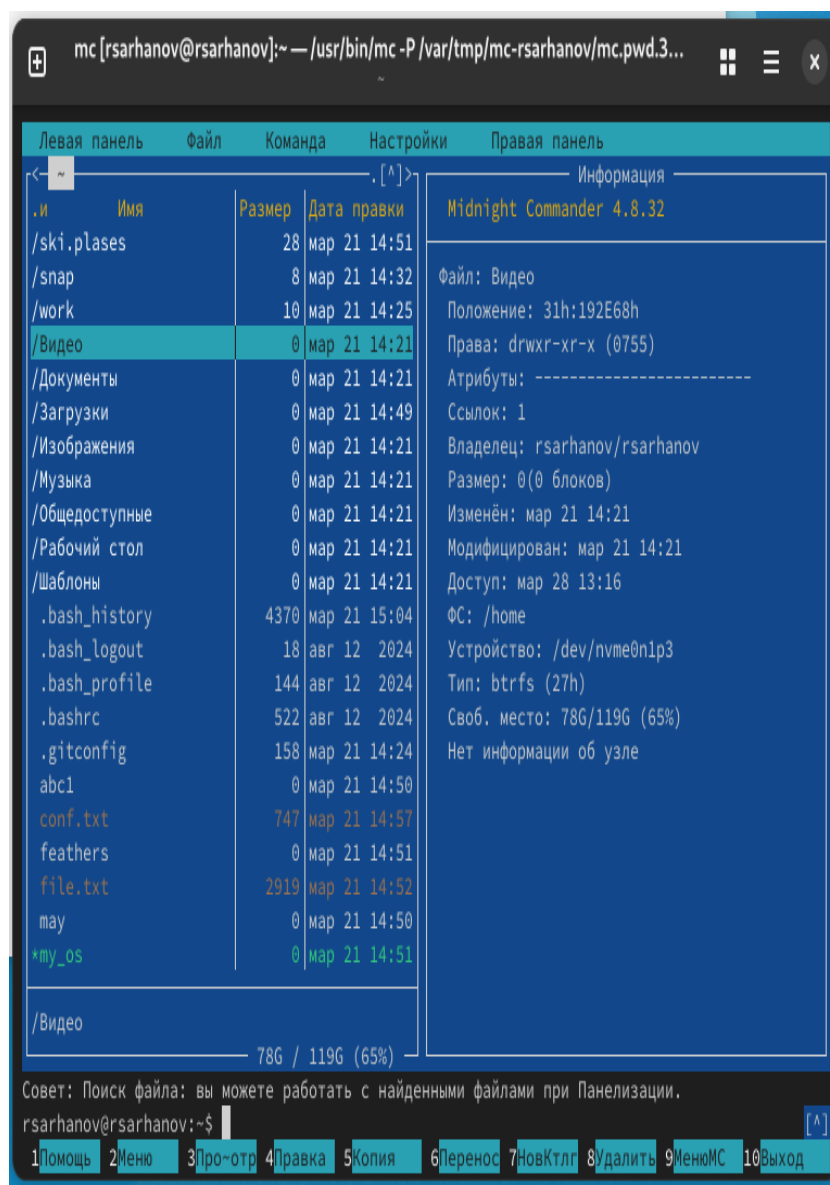 mc [rsarhanov@rsarhanov]:~ — /usr/bin/mc -P /var/tmp/mc-rsarhanov/mc.pwd.3...
~
Левая панель Файл Команда Настройки Правая панель
<- ~ .[^]>
.и Имя Размер Дата правки
/ski.plases 28 мар 21 14:51
/snap 8 мар 21 14:32
/work 10 мар 21 14:25
/Видео 0 мар 21 14:21
/Документы 0 мар 21 14:21
/Загрузки 0 мар 21 14:49
/Изображения 0 мар 21 14:21
/Музыка 0 мар 21 14:21
/Общедоступные 0 мар 21 14:21
/Рабочий стол 0 мар 21 14:21
/Шаблоны 0 мар 21 14:21
.bash_history 4370 мар 21 15:04
.bash_logout 18 авг 12 2024
.bash_profile 144 авг 12 2024
.bashrc 522 авг 12 2024
.gitconfig 158 мар 21 14:24
abc1 0 мар 21 14:50
conf.txt 747 мар 21 14:57
feathers 0 мар 21 14:51
file.txt 2919 мар 21 14:52
may 0 мар 21 14:50
*my_os 0 мар 21 14:51
/Видео
78G / 119G (65%)
Информация
Midnight Commander 4.8.32
Файл: Видео
Положение: 31h:192E68h
Права: drwxr-xr-x (0755)
Атрибуты: -------------------------
Ссылок: 1
Владелец: rsarhanov/rsarhanov
Размер: 0(0 блоков)
Изменён: мар 21 14:21
Модифицирован: мар 21 14:21
Доступ: мар 28 13:16
ФС: /home
Устройство: /dev/nvme0n1p3
Тип: btrfs (27h)
Своб. место: 78G/119G (65%)
Нет информации об узле
Совет: Поиск файла: вы можете работать с найденными файлами при Панелизации.
rsarhanov@rsarhanov:~$ [^]
1Помощь 2Меню 3Про~отр 4Правка 5Копия 6Перенос 7НовКтлг 8Удалить 9МенюMC 10Выход